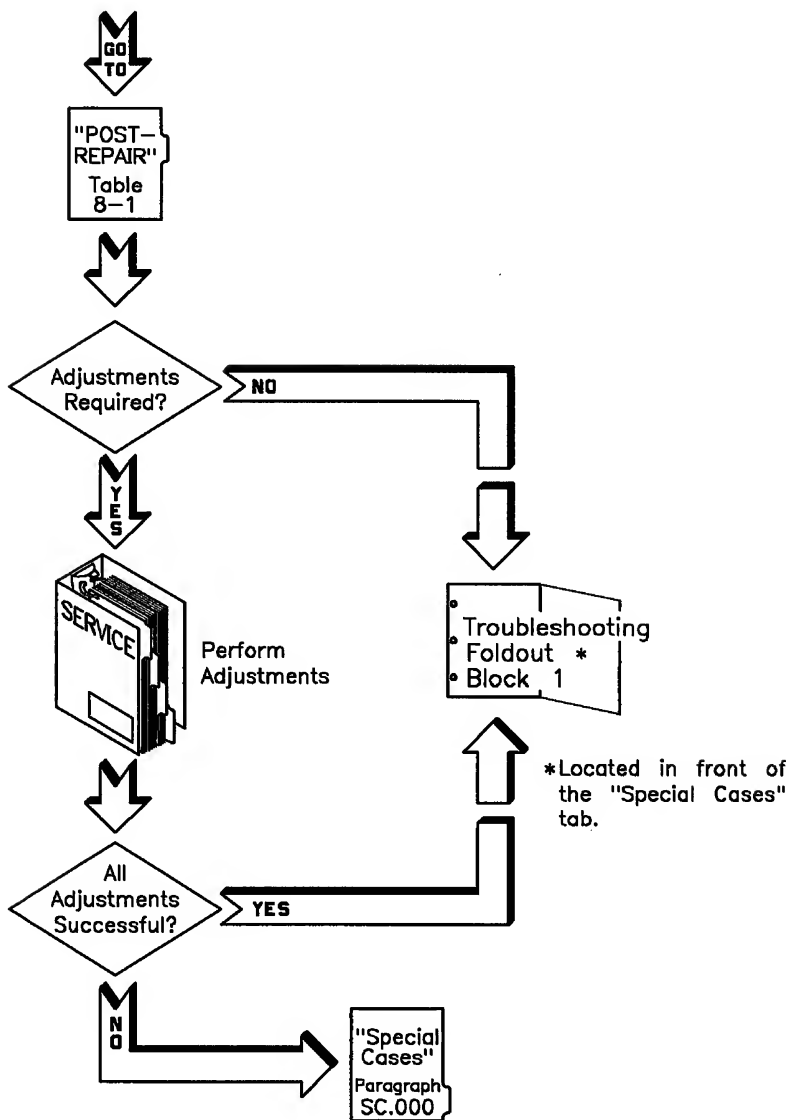 GO
TO
"POST-
REPAIR"
Table
8-1
Adjustments
Required?
NO
YES
SERVICE
Perform
Adjustments
Troubleshooting
Foldout *
Block 1
*Located in front of
the "Special Cases"
tab.
All
Adjustments
Successful?
YES
NO
"Special
Cases"
Paragraph
SC.000